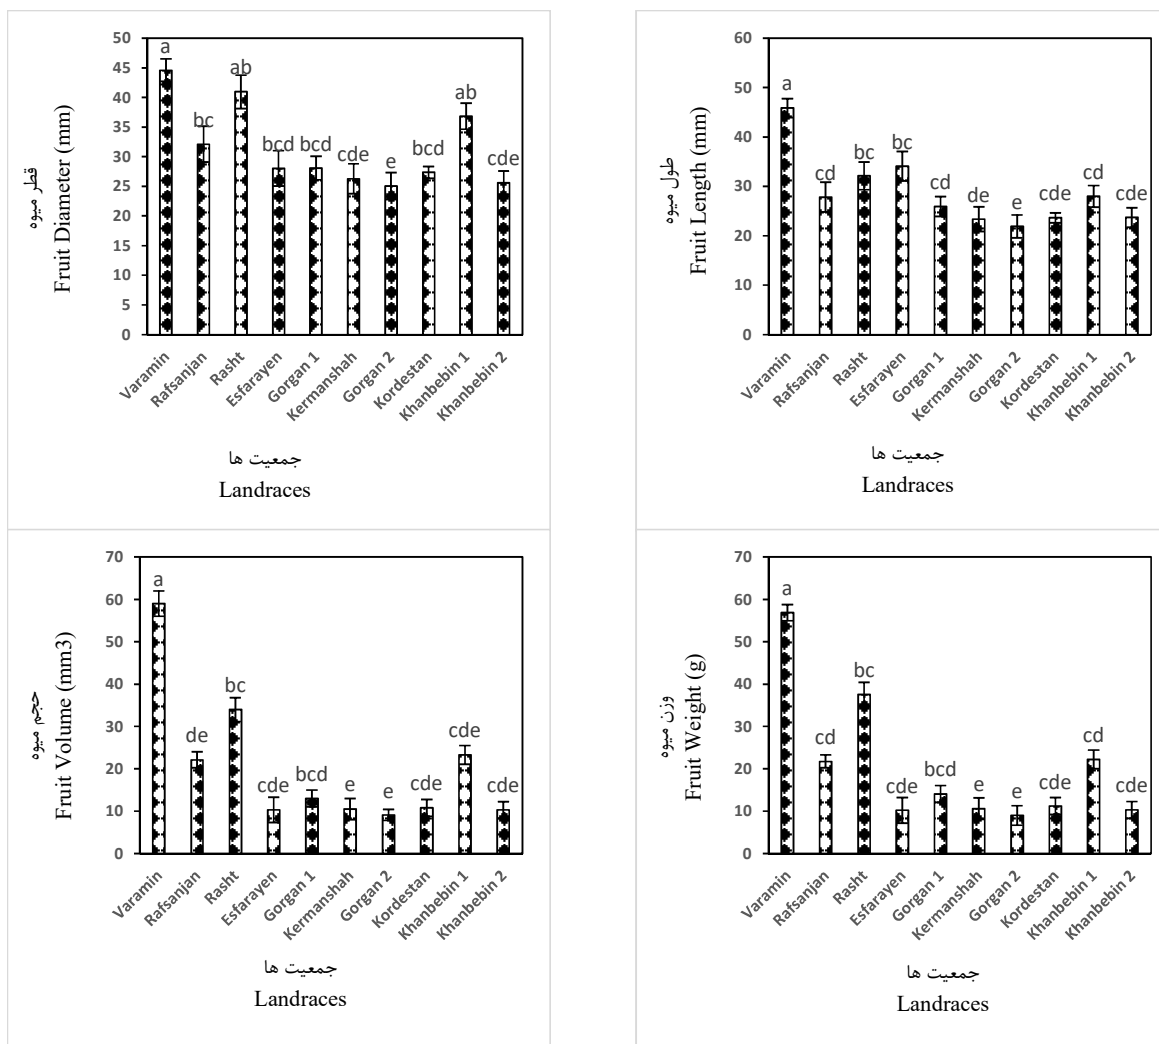 50
45
40
35
30
25
20
15
10
5
0
a
bc
ab
bcd
bcd
cde
e
bcd
ab
cde
قطر میوه
Fruit Diameter (mm)
Varamin
Rafsanjan
Rasht
Esfarayen
Gorgan 1
Kermanshah
Gorgan 2
Kordestan
Khanbebin 1
Khanbebin 2
جمعیت ها
Landraces
60
50
40
30
20
10
0
a
cd
bc
bc
cd
de
e
cde
cd
cde
طول میوه
Fruit Length (mm)
Varamin
Rafsanjan
Rasht
Esfarayen
Gorgan 1
Kermanshah
Gorgan 2
Kordestan
Khanbebin 1
Khanbebin 2
جمعیت ها
Landraces
70
60
50
40
30
20
10
0
a
de
bc
cde
bcd
e
e
cde
cde
cde
حجم میوه
Fruit Volume (mm3)
Varamin
Rafsanjan
Rasht
Esfarayen
Gorgan 1
Kermanshah
Gorgan 2
Kordestan
Khanbebin 1
Khanbebin 2
جمعیت ها
Landraces
70
60
50
40
30
20
10
0
a
cd
bc
cde
bcd
e
e
cde
cd
cde
وزن میوه
Fruit Weight (g)
Varamin
Rafsanjan
Rasht
Esfarayen
Gorgan 1
Kermanshah
Gorgan 2
Kordestan
Khanbebin 1
Khanbebin 2
جمعیت ها
Landraces